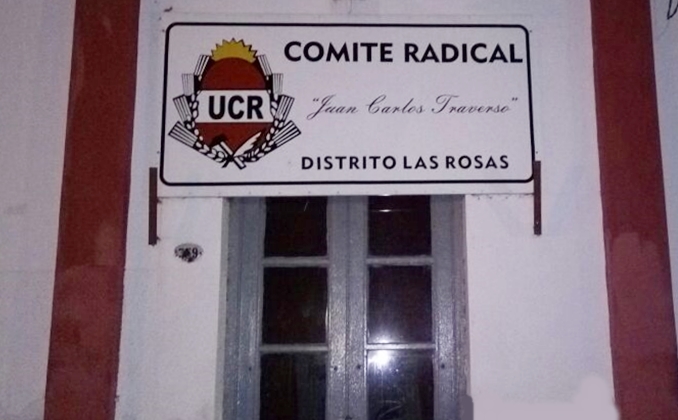 COMITE RADICAL
UCR
"Juan Carlos Traverso"
DISTRITO LAS ROSAS